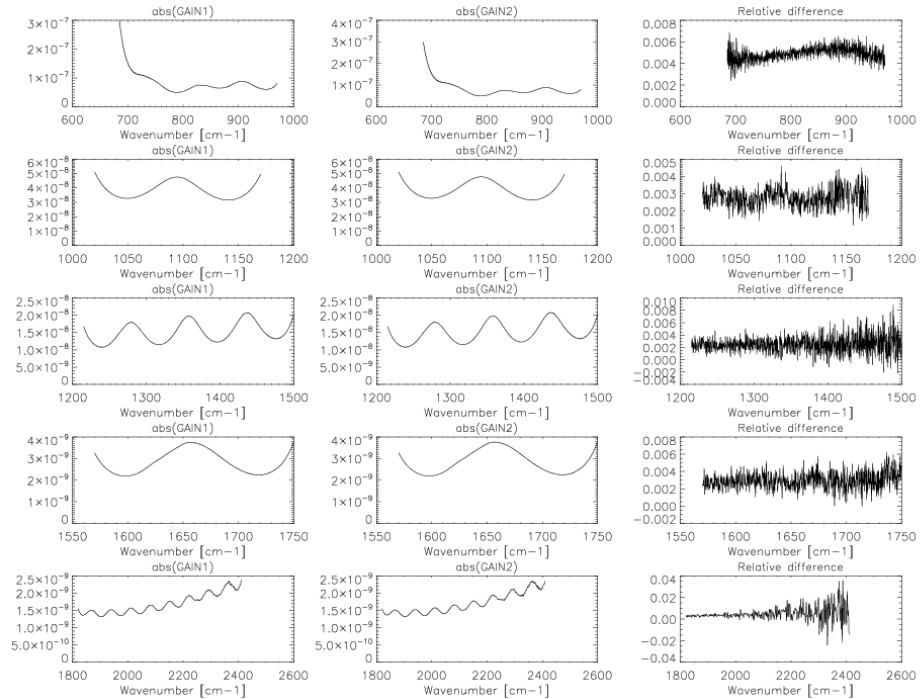 abs(GAIN1) abs(GAIN2) Relative difference
3×10⁻⁷ 4×10⁻⁷ 0.008
2×10⁻⁷ 3×10⁻⁷ 0.006
1×10⁻⁷ 2×10⁻⁷ 0.004
0 1×10⁻⁷ 0.002
0 0.000
600 700 800 900 1000 600 700 800 900 1000 600 700 800 900 1000
Wavenumber [cm−1] Wavenumber [cm−1] Wavenumber [cm−1]
abs(GAIN1) abs(GAIN2) Relative difference
6×10⁻⁸ 6×10⁻⁸ 0.005
5×10⁻⁸ 5×10⁻⁸ 0.004
4×10⁻⁸ 4×10⁻⁸ 0.003
3×10⁻⁸ 3×10⁻⁸ 0.002
2×10⁻⁸ 2×10⁻⁸ 0.001
1×10⁻⁸ 1×10⁻⁸ 0.000
0 0
1000 1050 1100 1150 1200 1000 1050 1100 1150 1200 1000 1050 1100 1150 1200
Wavenumber [cm−1] Wavenumber [cm−1] Wavenumber [cm−1]
abs(GAIN1) abs(GAIN2) Relative difference
2.5×10⁻⁸ 2.5×10⁻⁸ 0.010
2.0×10⁻⁸ 2.0×10⁻⁸ 0.008
1.5×10⁻⁸ 1.5×10⁻⁸ 0.006
1.0×10⁻⁸ 1.0×10⁻⁸ 0.004
5.0×10⁻⁹ 5.0×10⁻⁹ 0.002
0 0 0.000
−0.002
−0.004
1200 1300 1400 1500 1200 1300 1400 1500 1200 1300 1400 1500
Wavenumber [cm−1] Wavenumber [cm−1] Wavenumber [cm−1]
abs(GAIN1) abs(GAIN2) Relative difference
4×10⁻⁹ 4×10⁻⁹ 0.008
3×10⁻⁹ 3×10⁻⁹ 0.006
2×10⁻⁹ 2×10⁻⁹ 0.004
1×10⁻⁹ 1×10⁻⁹ 0.002
0 0 0.000
−0.002
1550 1600 1650 1700 1750 1550 1600 1650 1700 1750 1550 1600 1650 1700 1750
Wavenumber [cm−1] Wavenumber [cm−1] Wavenumber [cm−1]
abs(GAIN1) abs(GAIN2) Relative difference
2.5×10⁻⁹ 2.5×10⁻⁹ 0.04
2.0×10⁻⁹ 2.0×10⁻⁹ 0.02
1.5×10⁻⁹ 1.5×10⁻⁹ 0.00
1.0×10⁻⁹ 1.0×10⁻⁹ −0.02
5.0×10⁻¹⁰ 5.0×10⁻¹⁰ −0.04
0 0
1800 2000 2200 2400 2600 1800 2000 2200 2400 2600 1800 2000 2200 2400 2600
Wavenumber [cm−1] Wavenumber [cm−1] Wavenumber [cm−1]